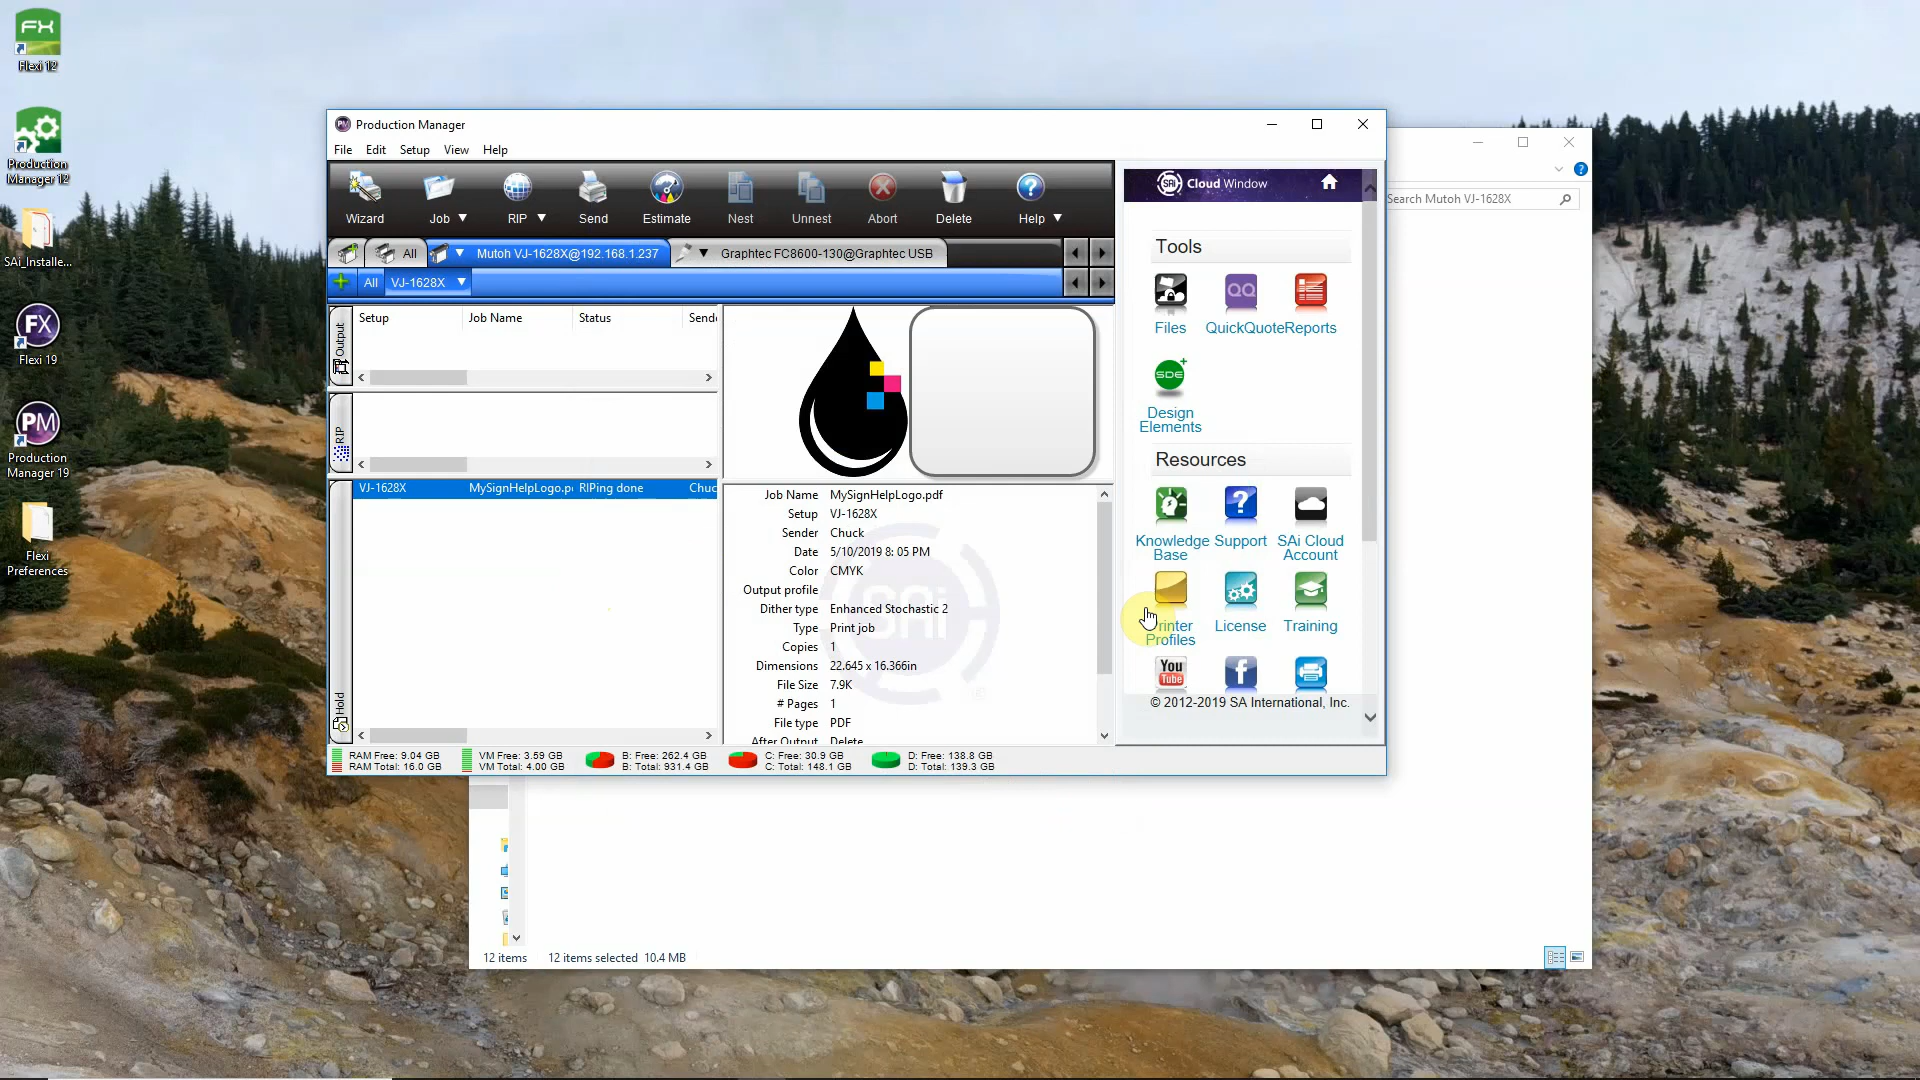 Flexi 12
Production
Manager 12
SAi_Installe...
FX
Flexi 19
PM
Production
Manager 19
Flexi
Preferences
Production Manager
File Edit Setup View Help
Wizard Job RIP Send Estimate Nest Unnest Abort Delete Help
All Mutoh VJ-1628X@192.168.1.237 Graphtec FC8600-130@Graphtec USB
All VJ-1628X
Output
Setup Job Name Status Sende
RIP
Hold
VJ-1628X MySignHelpLogo.p RIPing done Chuc
Job Name MySignHelpLogo.pdf
Setup VJ-1628X
Sender Chuck
Date 5/10/2019 8: 05 PM
Color CMYK
Output profile
Dither type Enhanced Stochastic 2
Type Print job
Copies 1
Dimensions 22.645 x 16.366in
File Size 7.9K
# Pages 1
File type PDF
After Output Delete
SAi
RAM Free: 9.04 GB
RAM Total: 16.0 GB
VM Free: 3.59 GB
VM Total: 4.00 GB
B: Free: 262.4 GB
B: Total: 931.4 GB
C: Free: 30.9 GB
C: Total: 148.1 GB
D: Free: 138.8 GB
D: Total: 139.3 GB
SAi Cloud Window
Tools
Files QuickQuote Reports
SDE+
Design
Elements
Resources
Knowledge
Base
Support
SAi Cloud
Account
Printer
Profiles
License Training
You
Tube
© 2012-2019 SA International, Inc.
Search Mutoh VJ-1628X
12 items 12 items selected 10.4 MB